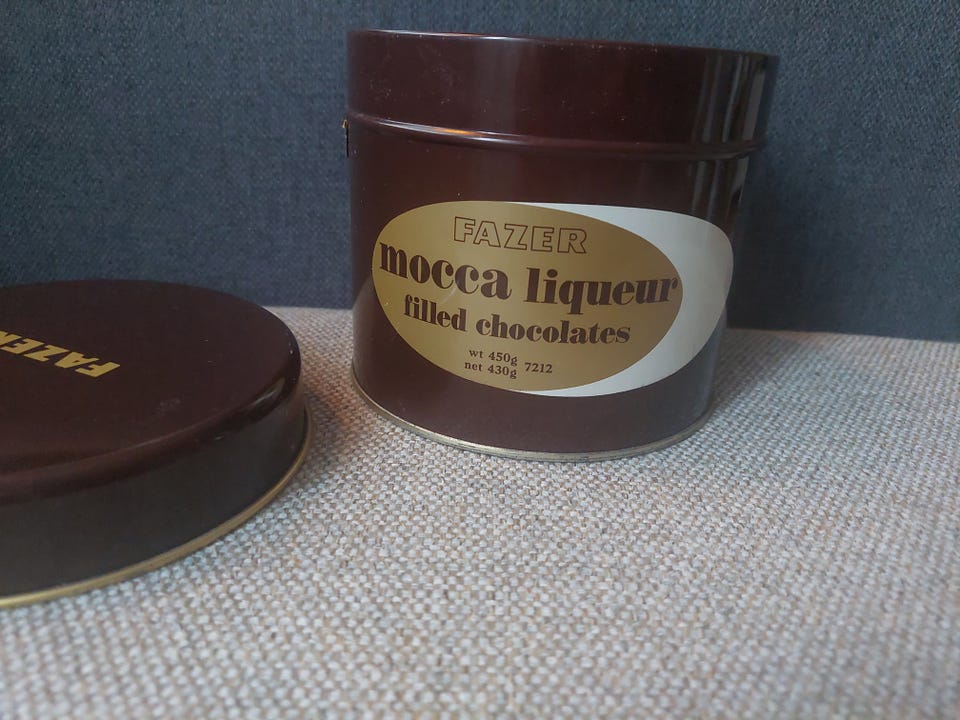 FAZER
mocca liqueur
filled chocolates
wt 450g 7212
net 430g
FAZER